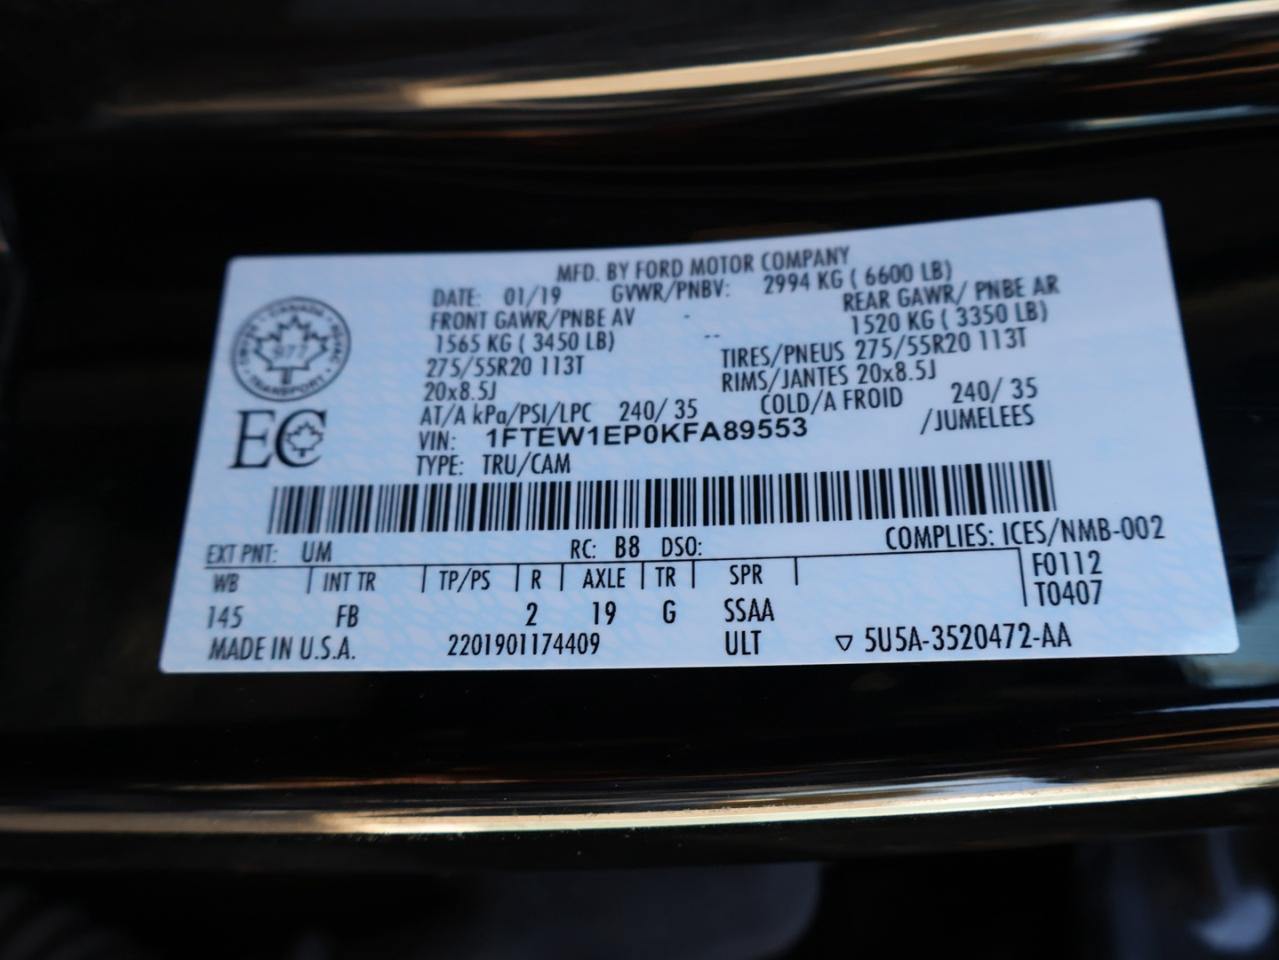 MFD. BY FORD MOTOR COMPANY
DATE: 01/19 GVWR/PNBV: 2994 KG ( 6600 LB)
FRONT GAWR/PNBE AV REAR GAWR/ PNBE AR
1565 KG ( 3450 LB) 1520 KG ( 3350 LB)
275/55R20 113T TIRES/PNEUS 275/55R20 113T
20x8.5J RIMS/JANTES 20x8.5J
AT/A kPa/PSI/LPC 240/ 35 COLD/A FROID 240/ 35
VIN: 1FTEW1EP0KFA89553 /JUMELEES
TYPE: TRU/CAM
CANADA
TRANSPORT
EC
EXT PNT: UM RC: B8 DSO: COMPLIES: ICES/NMB-002
WB INT TR TP/PS R AXLE TR SPR F0112
145 FB 2 19 G SSAA T0407
MADE IN U.S.A. 2201901174409 ULT ▽ 5U5A-3520472-AA